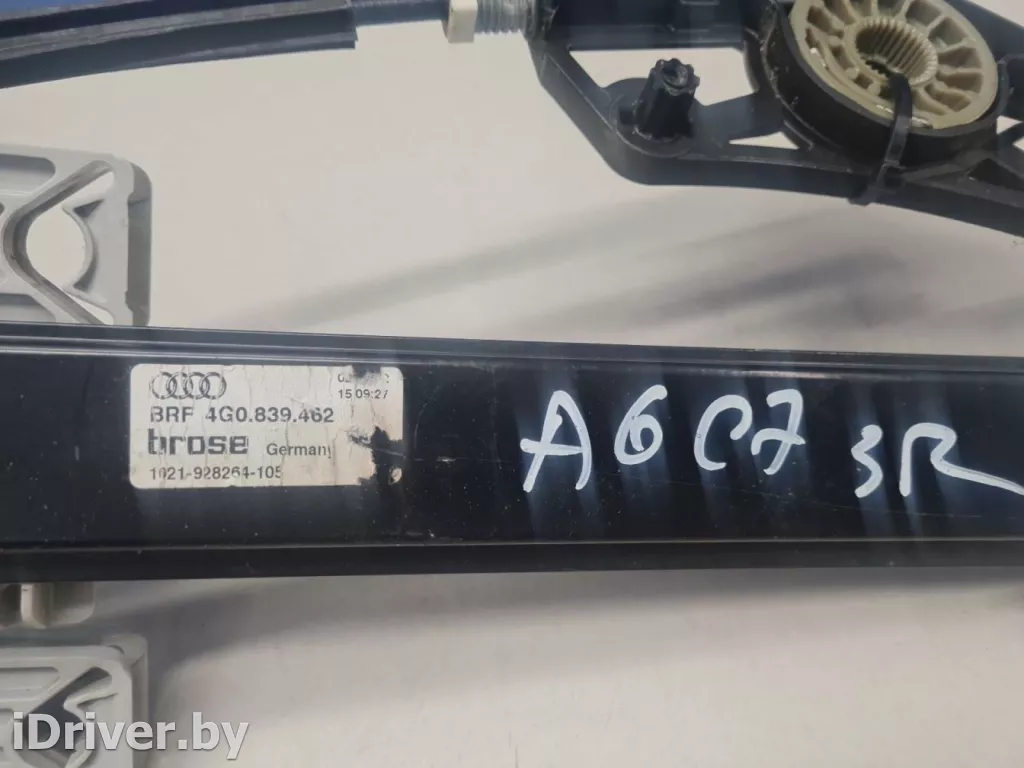 15:09:27
BRF 4G0.839.462
brose Germany
1021-928264-105
A6 C7 3R
iDriver.by